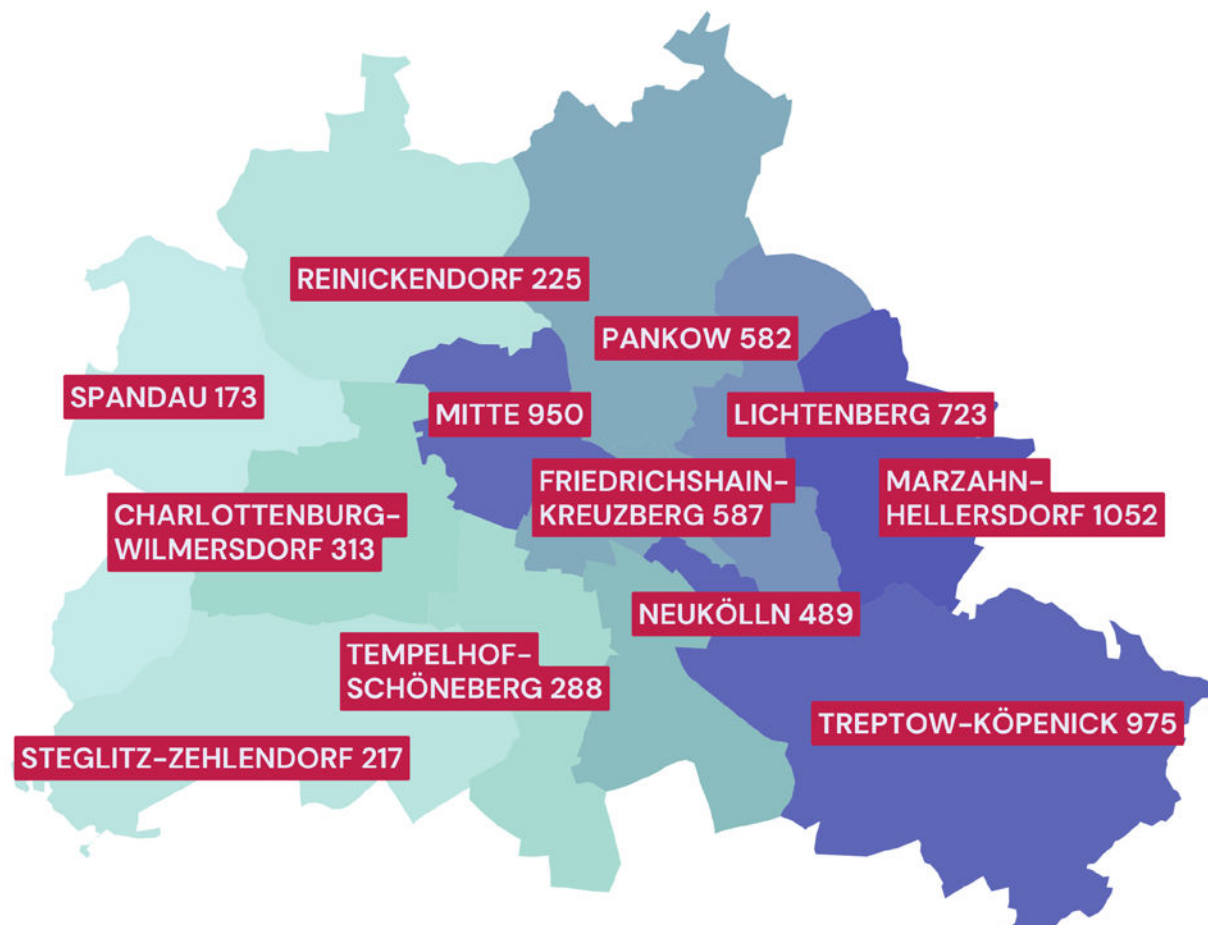 REINICKENDORF 225
PANKOW 582
SPANDAU 173
MITTE 950
LICHTENBERG 723
FRIEDRICHSHAIN-
KREUZBERG 587
MARZAHN-
HELLERSDORF 1052
CHARLOTTENBURG-
WILMERSDORF 313
NEUKÖLLN 489
TEMPELHOF-
SCHÖNEBERG 288
TREPTOW-KÖPENICK 975
STEGLITZ-ZEHLENDORF 217